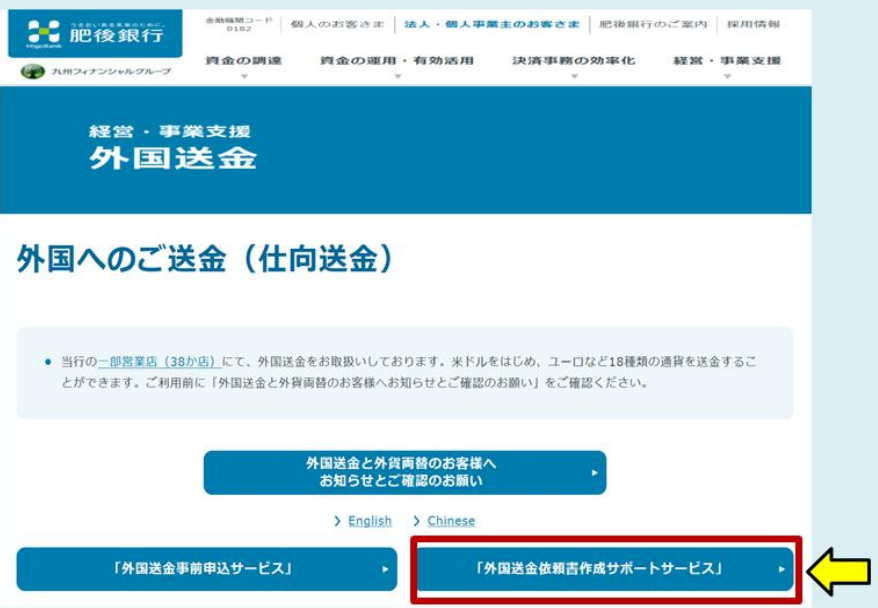 うるおいある未来のために。
肥後銀行
HigoBank
金融機関コード
0182
個人のお客さま
法人・個人事業主のお客さま
肥後銀行のご案内
採用情報
九州フィナンシャルグループ
資金の調達
資金の運用・有効活用
決済事務の効率化
経営・事業支援
経営・事業支援
外国送金
外国へのご送金(仕向送金)
当行の一部営業店(38か店)にて、外国送金をお取扱いしております。米ドルをはじめ、ユーロなど18種類の通貨を送金するこ
とができます。ご利用前に「外国送金と外貨両替のお客様へお知らせとご確認のお願い」をご確認ください。
外国送金と外貨両替のお客様へ
お知らせとご確認のお願い
English
Chinese
「外国送金事前申込サービス」
「外国送金依頼書作成サポートサービス」